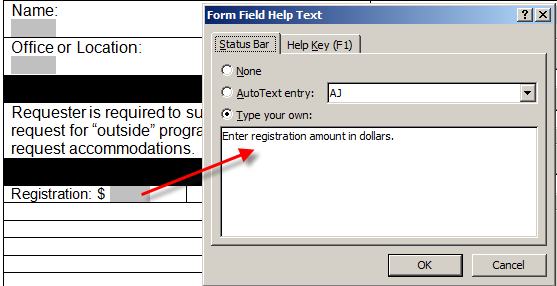 Name:
Office or Location:
Requester is required to su
request for “outside” progra
request accommodations.
Registration: $
Form Field Help Text
Status Bar
Help Key (F1)
None
AutoText entry:
AJ
Type your own:
Enter registration amount in dollars.
OK
Cancel